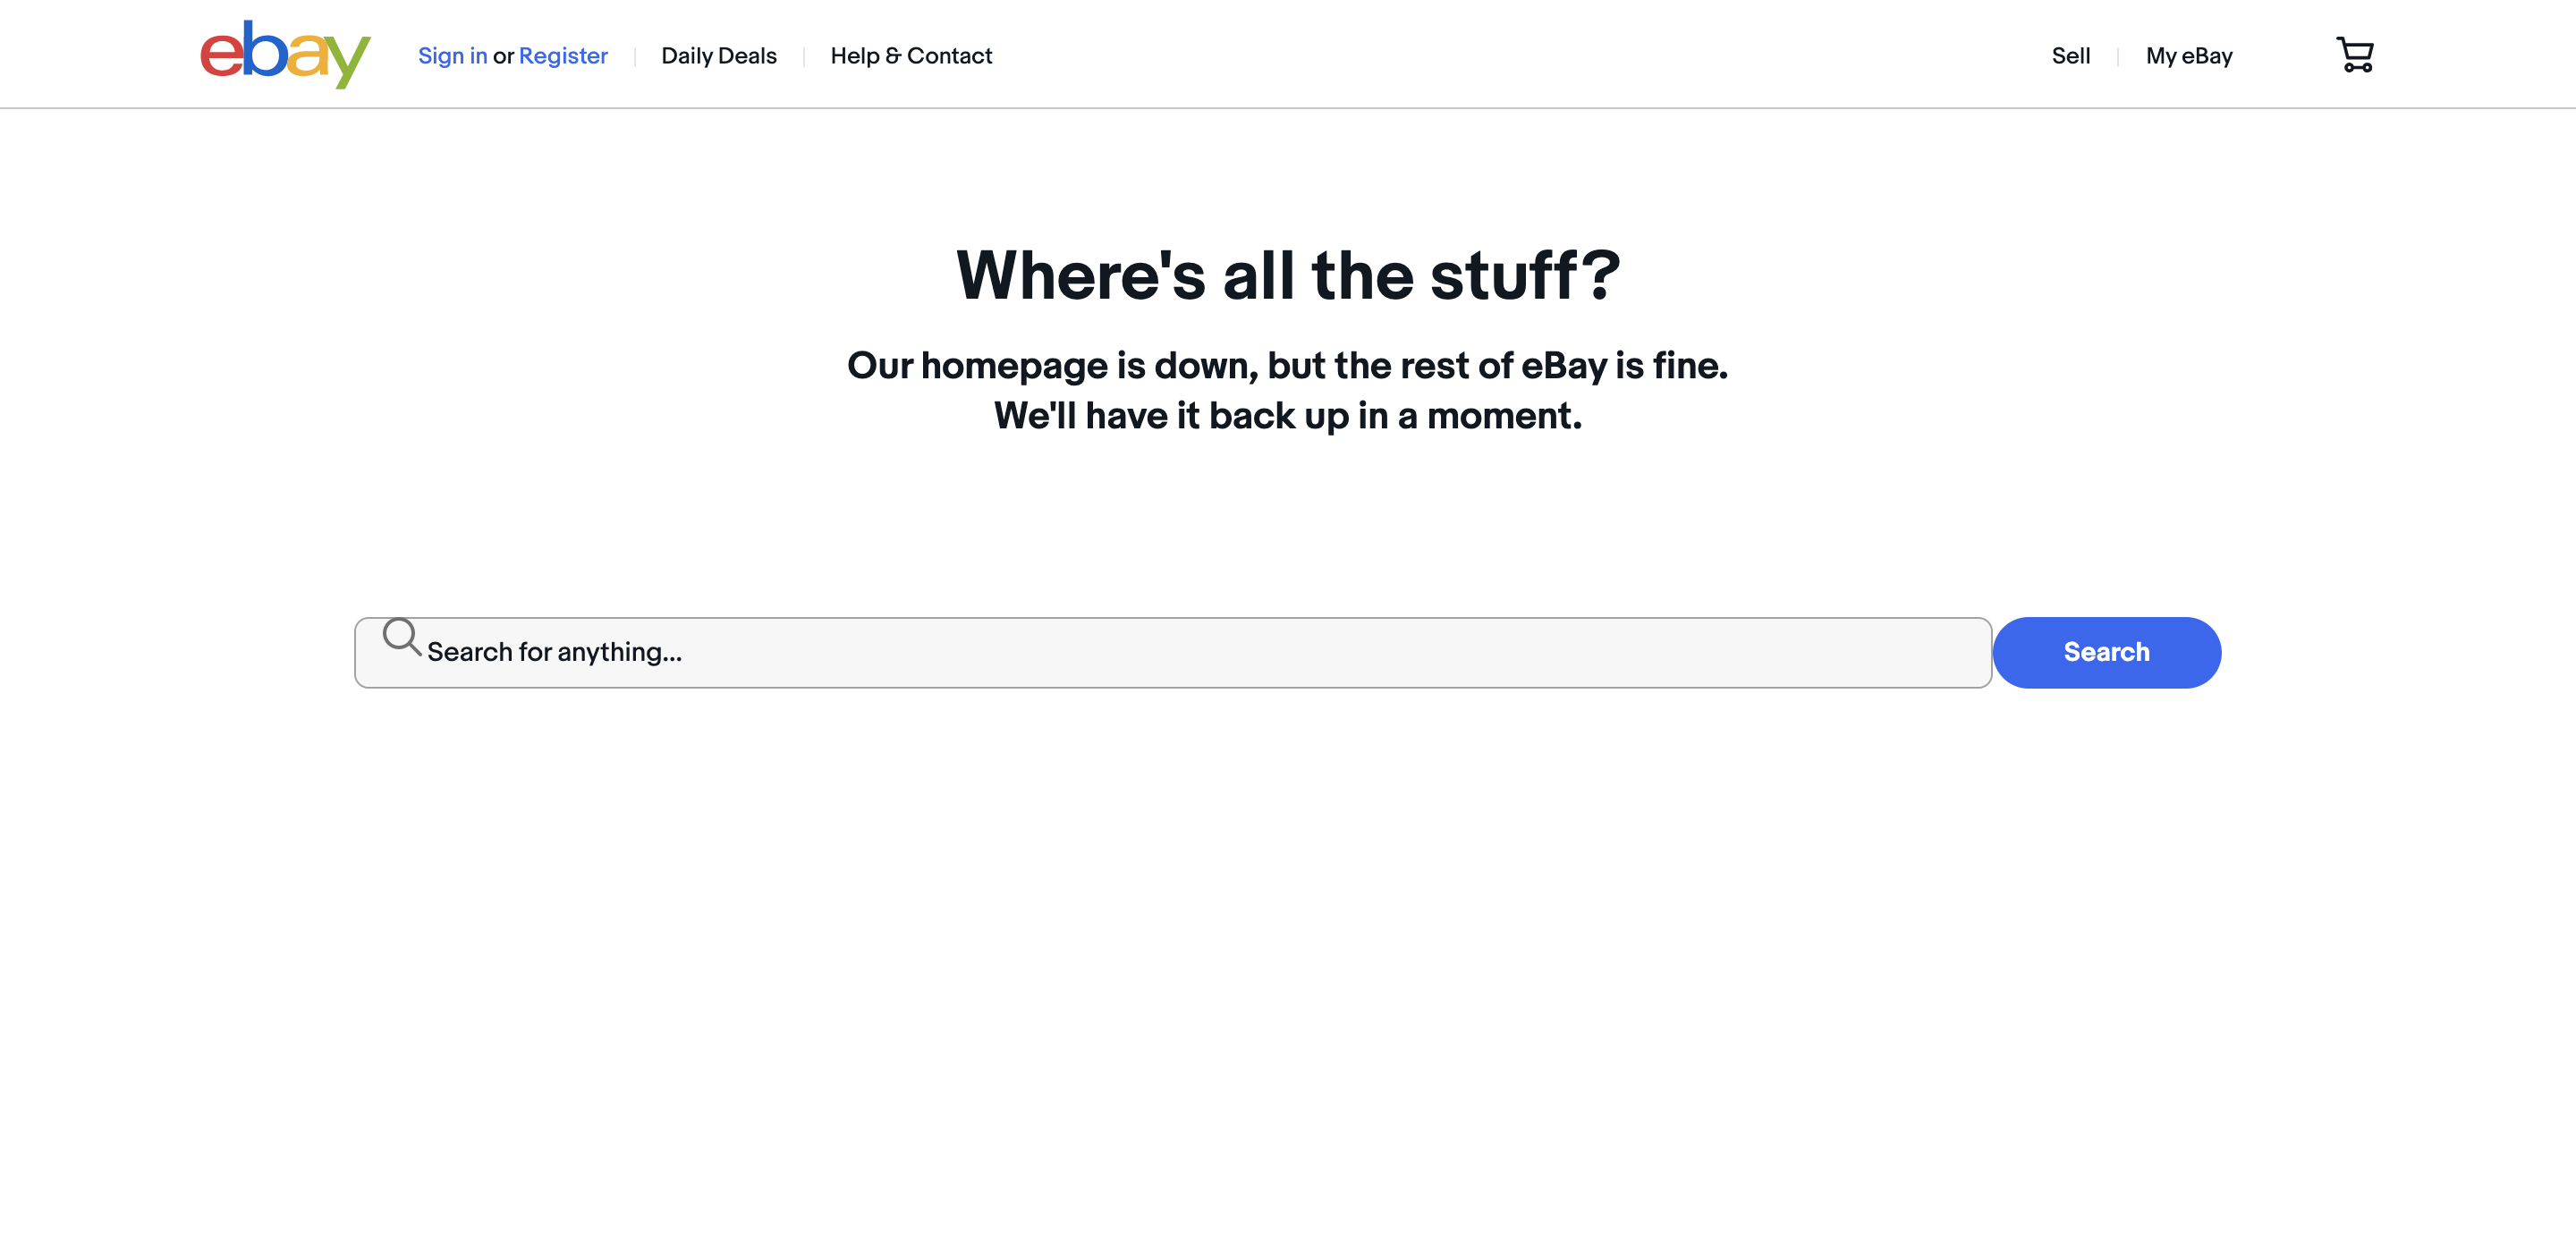 ebay
Sign in or Register
Daily Deals
Help & Contact
Sell
My eBay
Where's all the stuff?
Our homepage is down, but the rest of eBay is fine.
We'll have it back up in a moment.
Search for anything...
Search